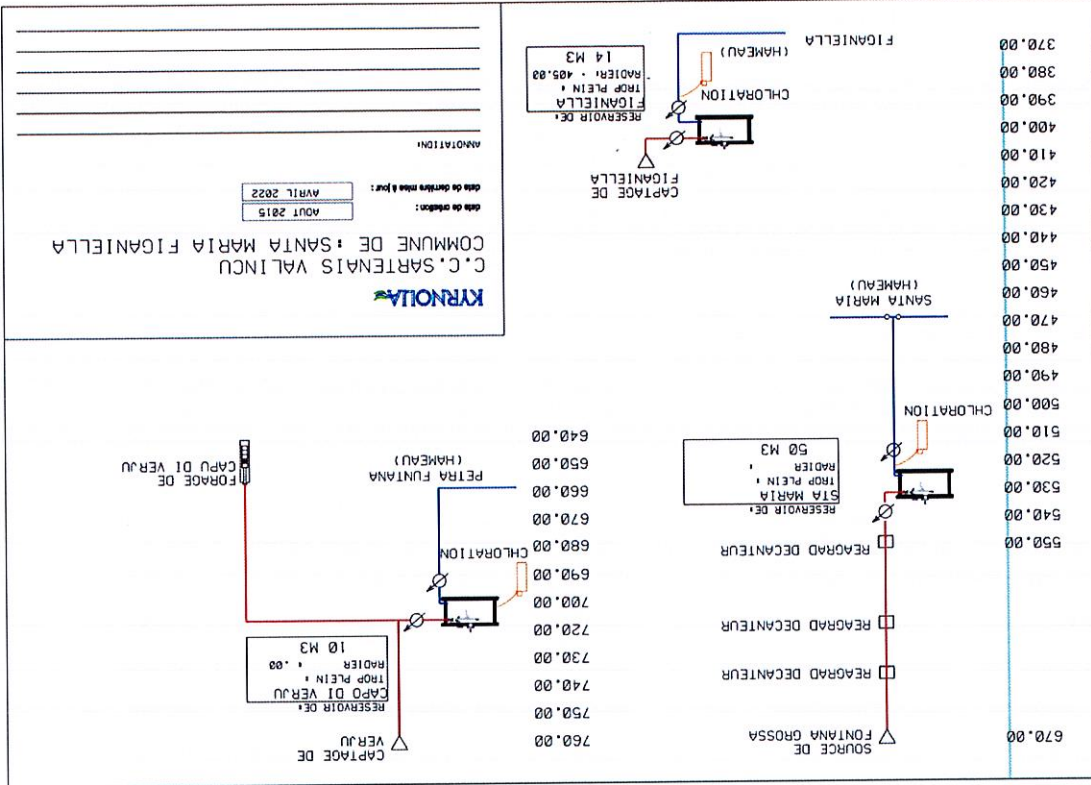 670.00
550.00
540.00
530.00
520.00
510.00
500.00
490.00
480.00
470.00
460.00
450.00
440.00
430.00
420.00
410.00
400.00
390.00
380.00
370.00
SOURCE DE
FONTANA GROSSA
REAGRAD DECANTEUR
REAGRAD DECANTEUR
REAGRAD DECANTEUR
RESERVOIR DE:
STA MARIA
TROP PLEIN :
RADIER :
50 M3
CHLORATION
SANTA MARIA
(HAMEAU)
760.00
750.00
740.00
730.00
720.00
700.00
690.00
680.00
670.00
660.00
650.00
640.00
CAPTAGE DE
VERJU
RESERVOIR DE:
CAPO DI VERJU
TROP PLEIN :
RADIER : .00
10 M3
CHLORATION
PETRA FUNTANA
(HAMEAU)
FORAGE DE
CAPU DI VERJU
CAPTAGE DE
FIGANIELLA
RESERVOIR DE:
FIGANIELLA
TROP PLEIN :
RADIER: - 405.00
14 M3
CHLORATION
(HAMEAU)
FIGANIELLA
KYRNOLIA
C.C.SARTENAIS VALINCU
COMMUNE DE : SANTA MARIA FIGANIELLA
date de création: AOUT 2015
date de dernière mise à jour: AVRIL 2022
ANNOTATION: